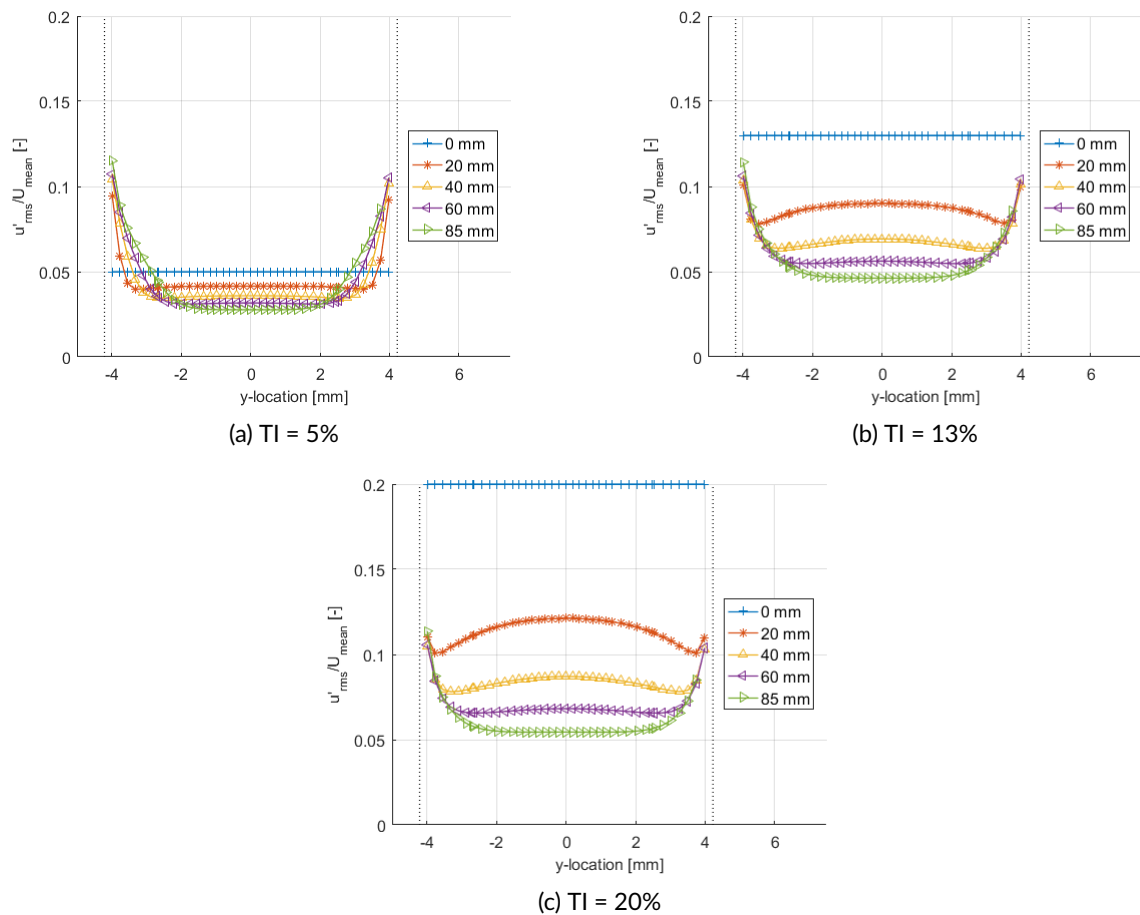 0.2
0.15
0.1
0.05
0
u'rms/Umean [-]
-4 -2 0 2 4 6
y-location [mm]
0 mm
20 mm
40 mm
60 mm
85 mm
(a) TI = 5%
0.2
0.15
0.1
0.05
0
u'rms/Umean [-]
-4 -2 0 2 4 6
y-location [mm]
0 mm
20 mm
40 mm
60 mm
85 mm
(b) TI = 13%
0.2
0.15
0.1
0.05
0
u'rms/Umean [-]
-4 -2 0 2 4 6
y-location [mm]
0 mm
20 mm
40 mm
60 mm
85 mm
(c) TI = 20%